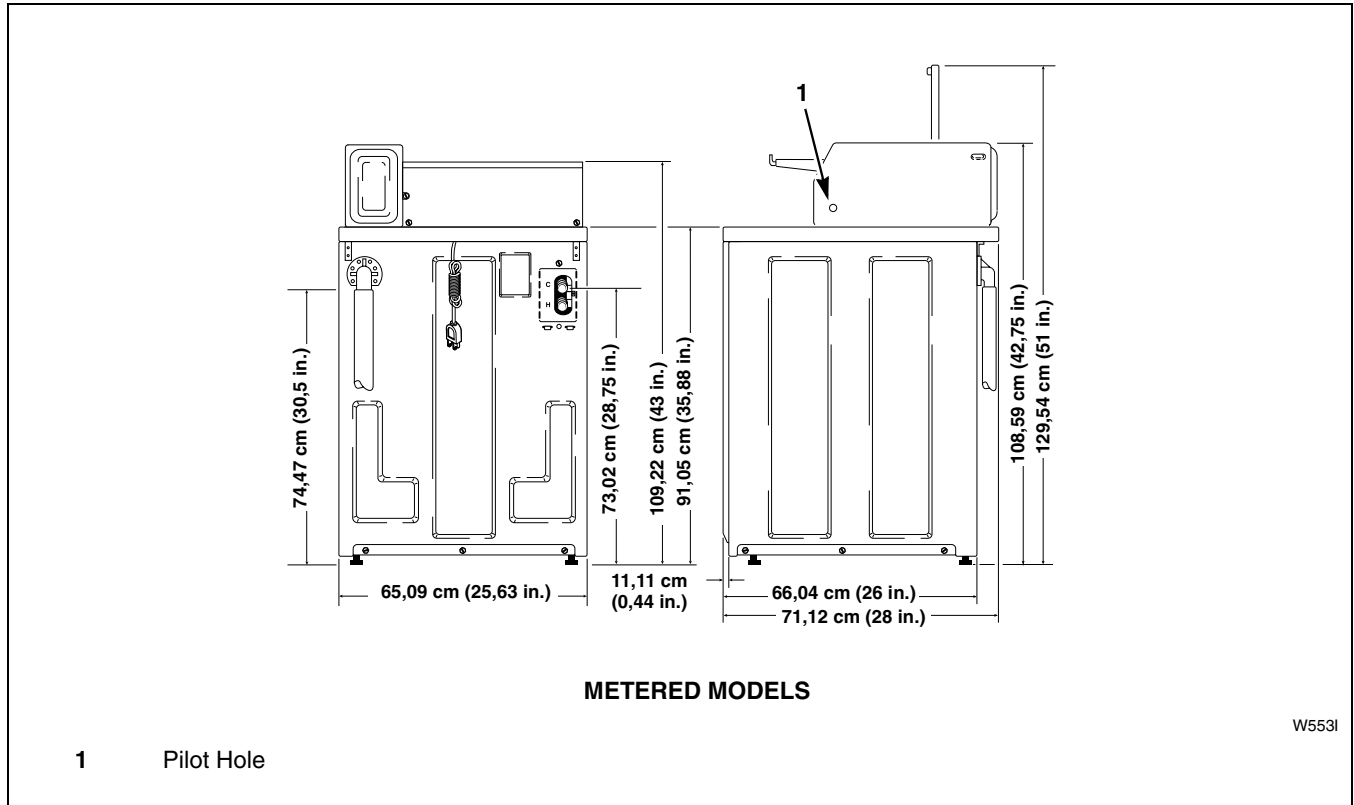 1
C
H
74,47 cm (30,5 in.)
73,02 cm (28,75 in.)
109,22 cm (43 in.)
91,05 cm (35,88 in.)
108,59 cm (42,75 in.)
129,54 cm (51 in.)
65,09 cm (25,63 in.)
11,11 cm
(0,44 in.)
66,04 cm (26 in.)
71,12 cm (28 in.)
METERED MODELS
W553I
1 Pilot Hole